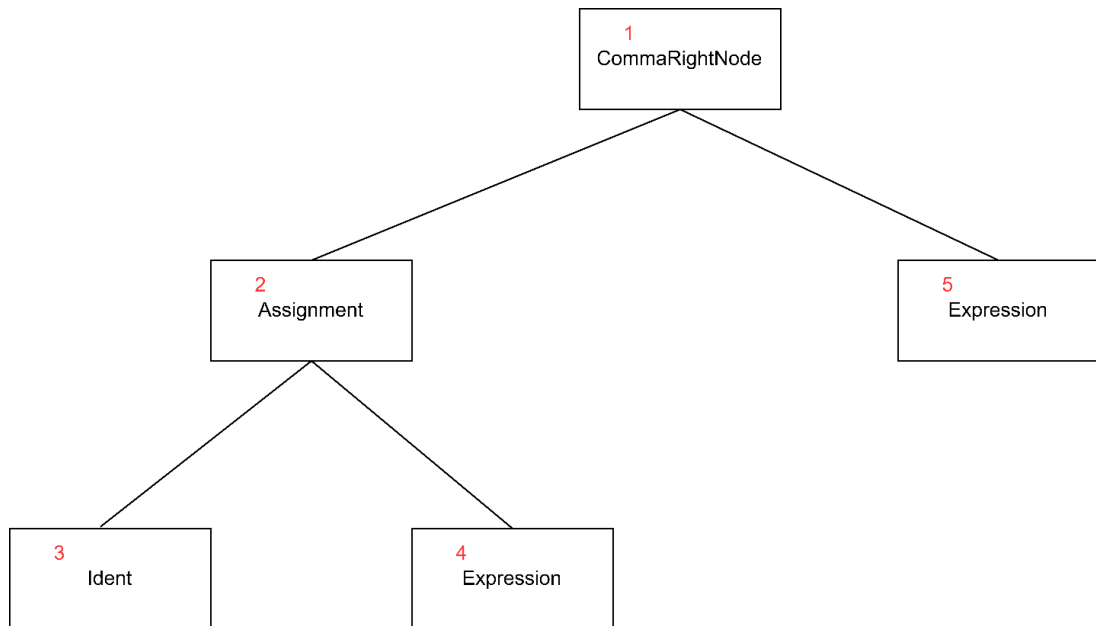 1
CommaRightNode
2
Assignment
5
Expression
3
Ident
4
Expression